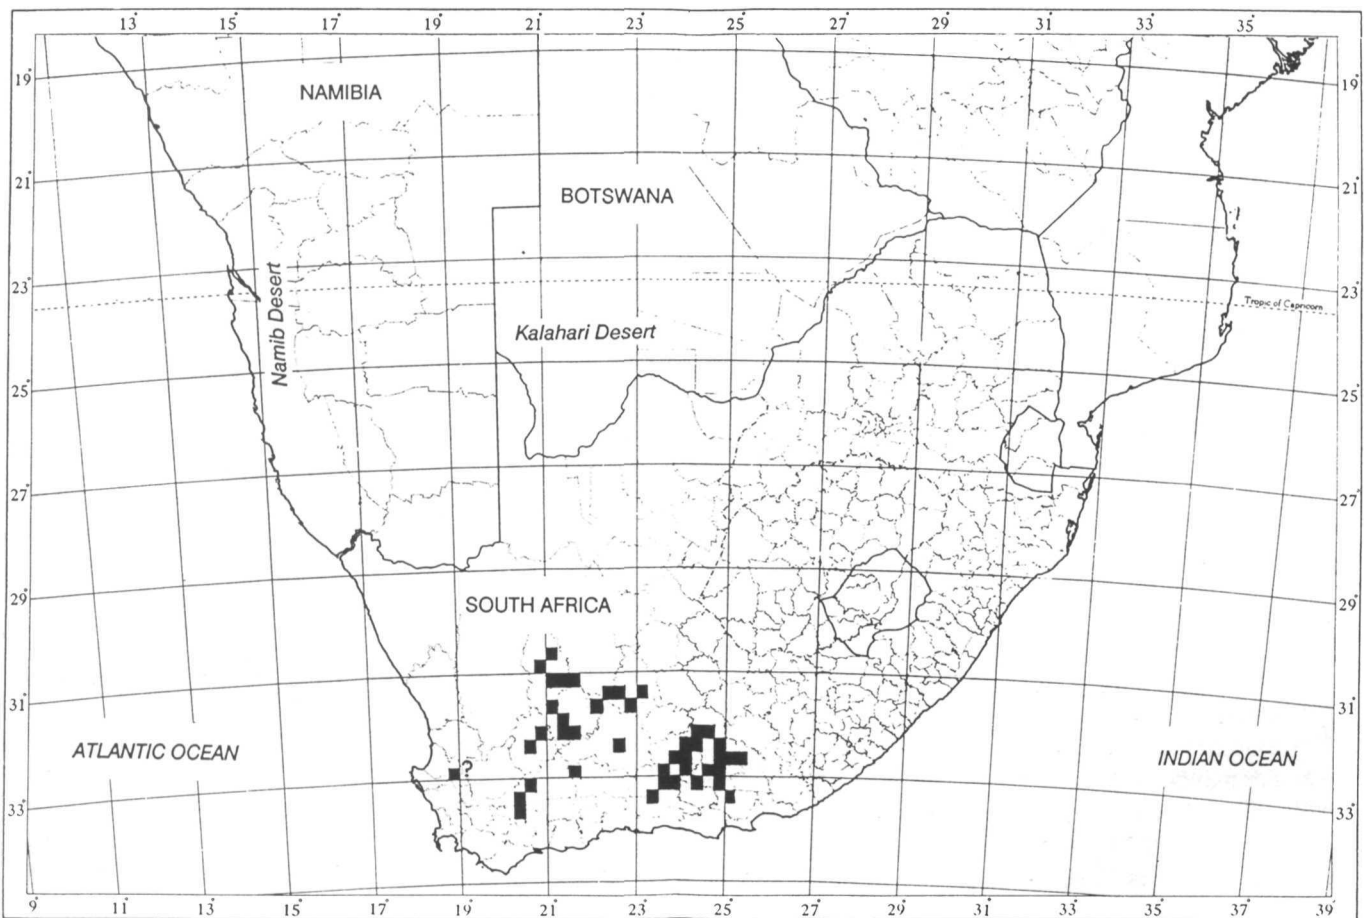 13° 15° 17° 19° 21° 23° 25° 27° 29° 31° 33° 35°
19° NAMIBIA 19°
21° BOTSWANA 21°
Namib Desert
23° 23°
Tropic of Capricorn
Kalahari Desert
25° 25°
27° 27°
29° SOUTH AFRICA 29°
31° 31°
ATLANTIC OCEAN INDIAN OCEAN
?
33° 33°
9° 11° 13° 15° 17° 19° 21° 23° 25° 27° 29° 31° 33° 35° 37° 39°